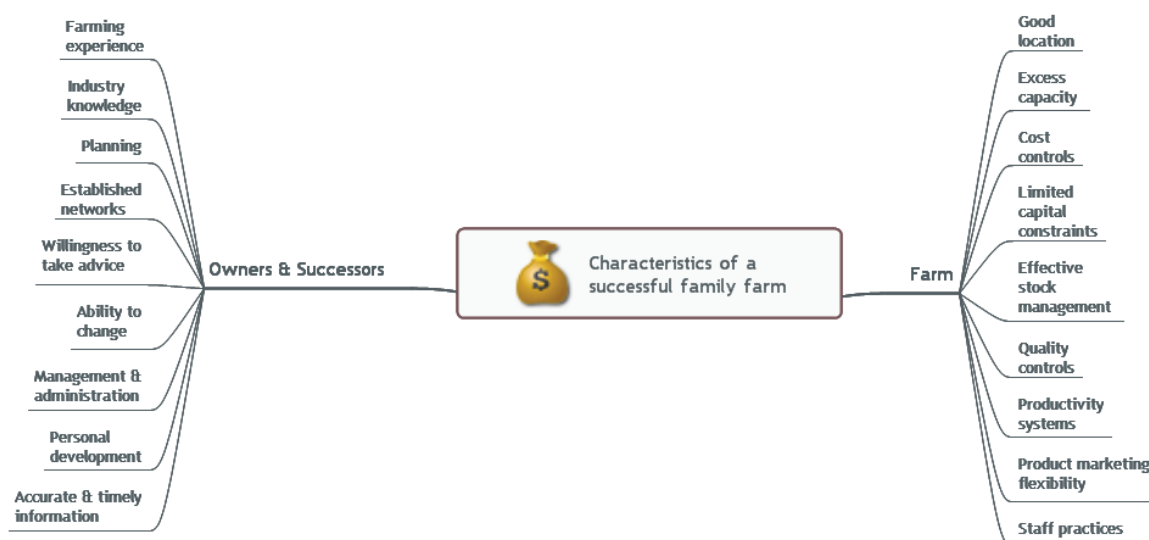 Farming
experience
Industry
knowledge
Planning
Established
networks
Willingness to
take advice
Ability to
change
Management &
administration
Personal
development
Accurate & timely
information
Owners & Successors
$
Characteristics of a
successful family farm
Farm
Good
location
Excess
capacity
Cost
controls
Limited
capital
constraints
Effective
stock
management
Quality
controls
Productivity
systems
Product marketing
flexibility
Staff practices